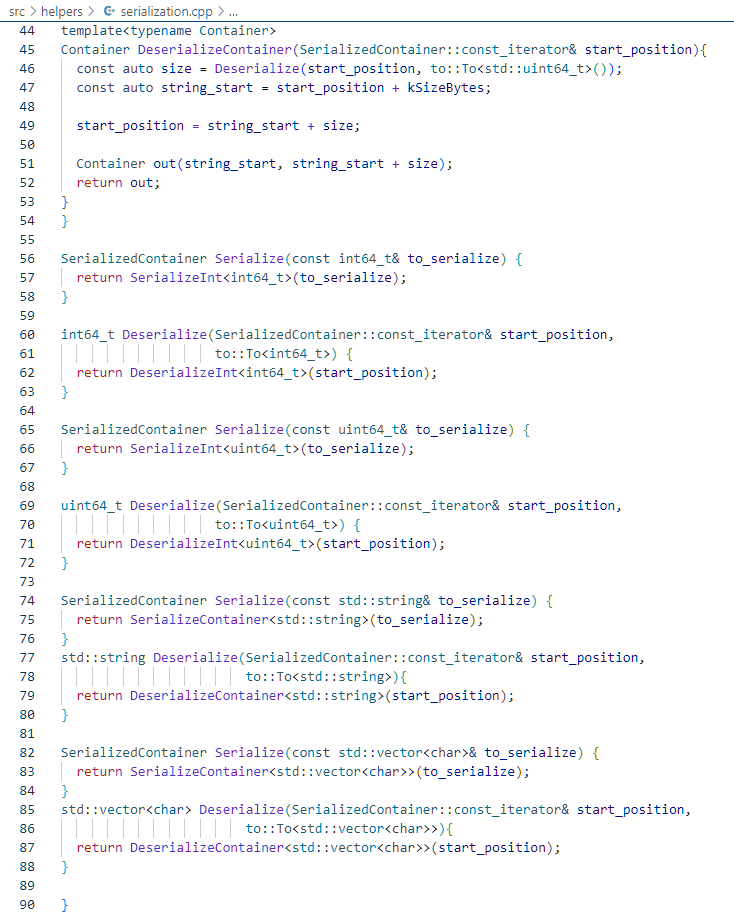 src > helpers > serialization.cpp > ...
44 template<typename Container>
45 Container DeserializeContainer(SerializedContainer::const_iterator& start_position){
46   const auto size = Deserialize(start_position, to::To<std::uint64_t>());
47   const auto string_start = start_position + kSizeBytes;
48
49   start_position = string_start + size;
50
51   Container out(string_start, string_start + size);
52   return out;
53 }
54 }
55
56 SerializedContainer Serialize(const int64_t& to_serialize) {
57   return SerializeInt<int64_t>(to_serialize);
58 }
59
60 int64_t Deserialize(SerializedContainer::const_iterator& start_position,
61                     to::To<int64_t>) {
62   return DeserializeInt<int64_t>(start_position);
63 }
64
65 SerializedContainer Serialize(const uint64_t& to_serialize) {
66   return SerializeInt<uint64_t>(to_serialize);
67 }
68
69 uint64_t Deserialize(SerializedContainer::const_iterator& start_position,
70                     to::To<uint64_t>) {
71   return DeserializeInt<uint64_t>(start_position);
72 }
73
74 SerializedContainer Serialize(const std::string& to_serialize) {
75   return SerializeContainer<std::string>(to_serialize);
76 }
77 std::string Deserialize(SerializedContainer::const_iterator& start_position,
78                         to::To<std::string>){
79   return DeserializeContainer<std::string>(start_position);
80 }
81
82 SerializedContainer Serialize(const std::vector<char>& to_serialize) {
83   return SerializeContainer<std::vector<char>>(to_serialize);
84 }
85 std::vector<char> Deserialize(SerializedContainer::const_iterator& start_position,
86                         to::To<std::vector<char>>){
87   return DeserializeContainer<std::vector<char>>(start_position);
88 }
89
90 }